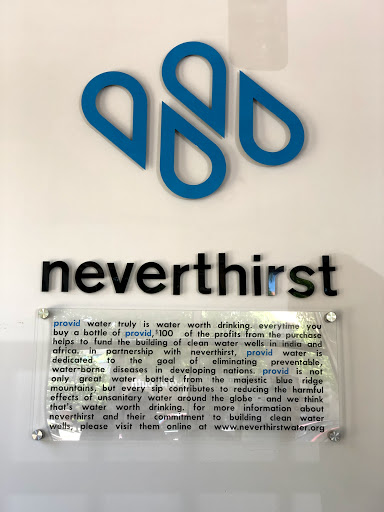 neverthirst
provid water truly is water worth drinking. everytime you
buy a bottle of provid, $100 of the profits from the purchase
helps to fund the building of clean water wells in india and
africa. in partnership with neverthirst, provid water is
dedicated to the goal of eliminating preventable,
water-borne diseases in developing nations. provid is not
only great water bottled from the majestic blue ridge
mountains, but every sip contributes to reducing the harmful
effects of unsanitary water around the globe - and we think
that's water worth drinking. for more information about
neverthirst and their commitment to building clean water
wells, please visit them online at www.neverthirstwater.org